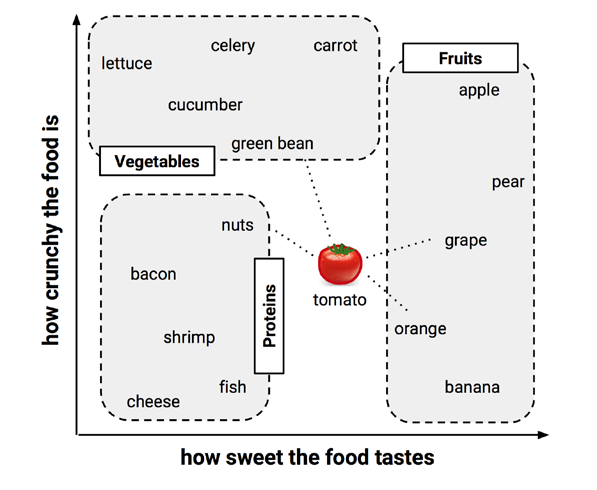 lettuce
celery
carrot
cucumber
green bean
Vegetables
Fruits
apple
pear
grape
orange
banana
nuts
bacon
shrimp
fish
cheese
Proteins
tomato
how crunchy the food is
how sweet the food tastes